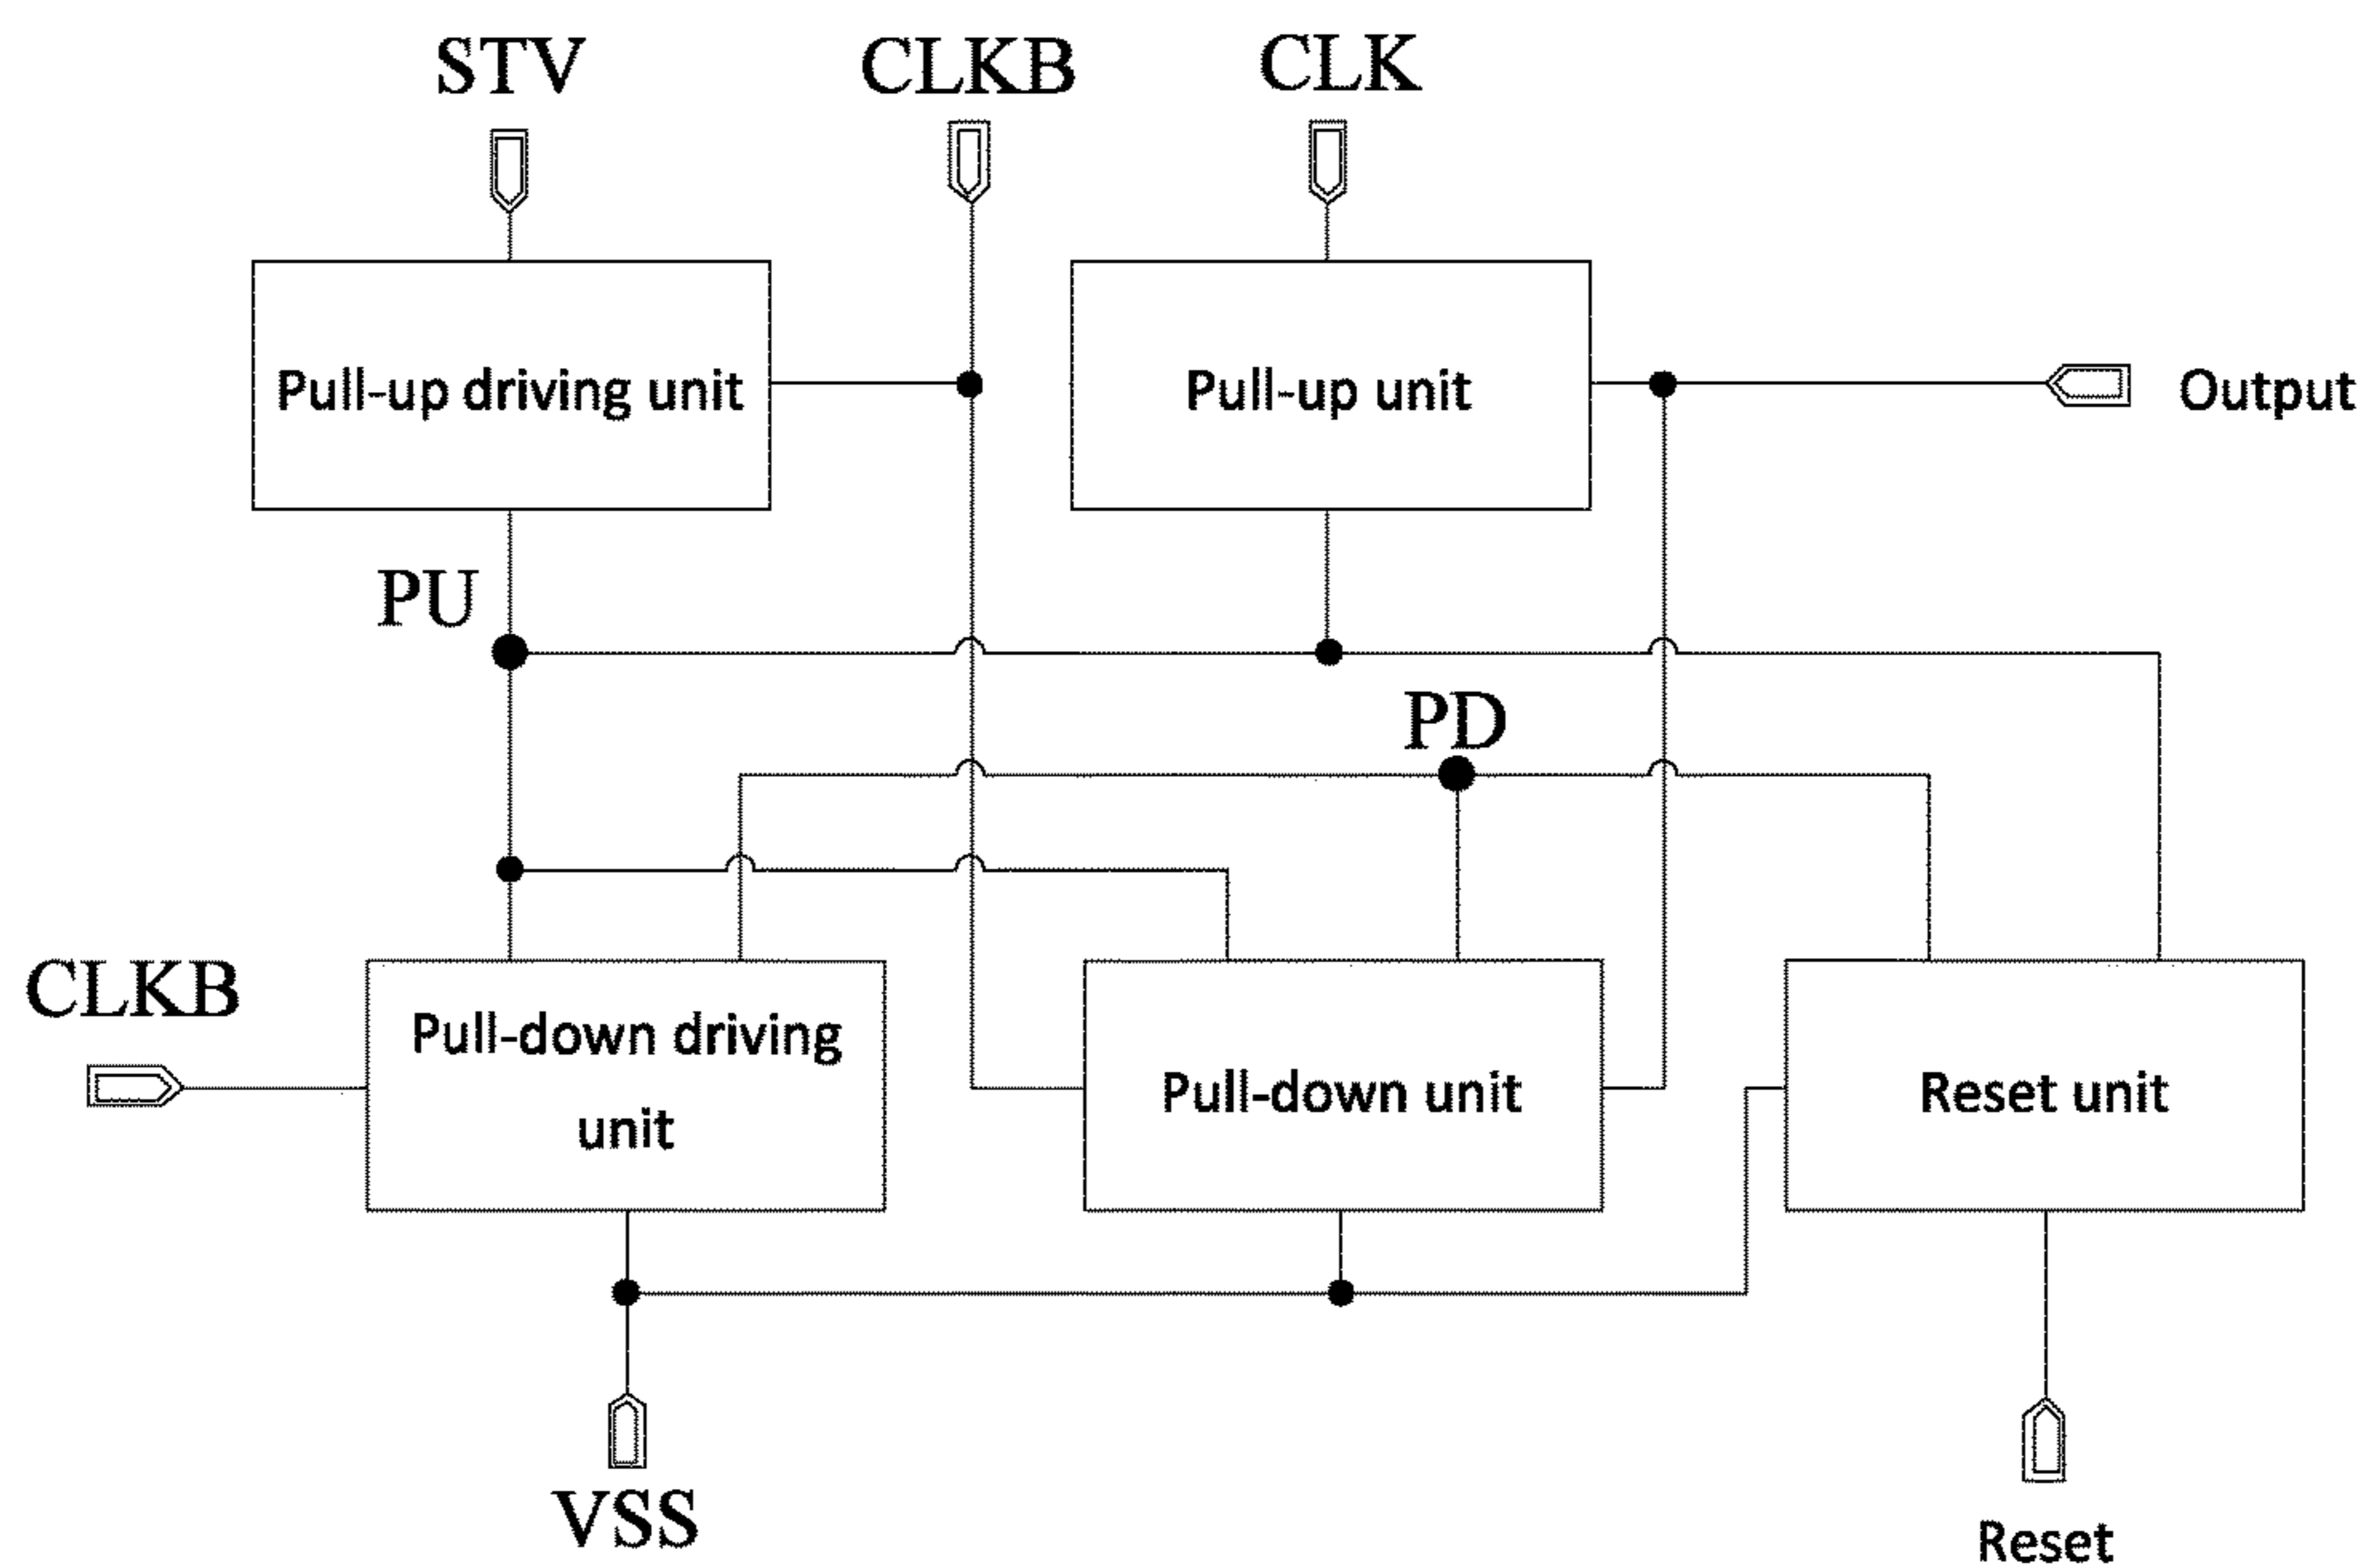 STV
CLKB
CLK
Pull-up driving unit
Pull-up unit
Output
PU
PD
CLKB
Pull-down driving
unit
Pull-down unit
Reset unit
VSS
Reset